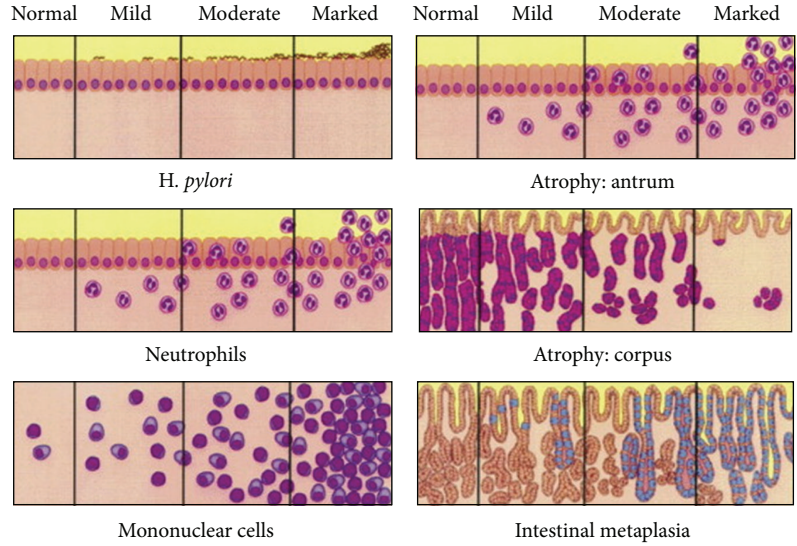 Normal Mild Moderate Marked Normal Mild Moderate Marked
H. pylori Atrophy: antrum
Neutrophils Atrophy: corpus
Mononuclear cells Intestinal metaplasia